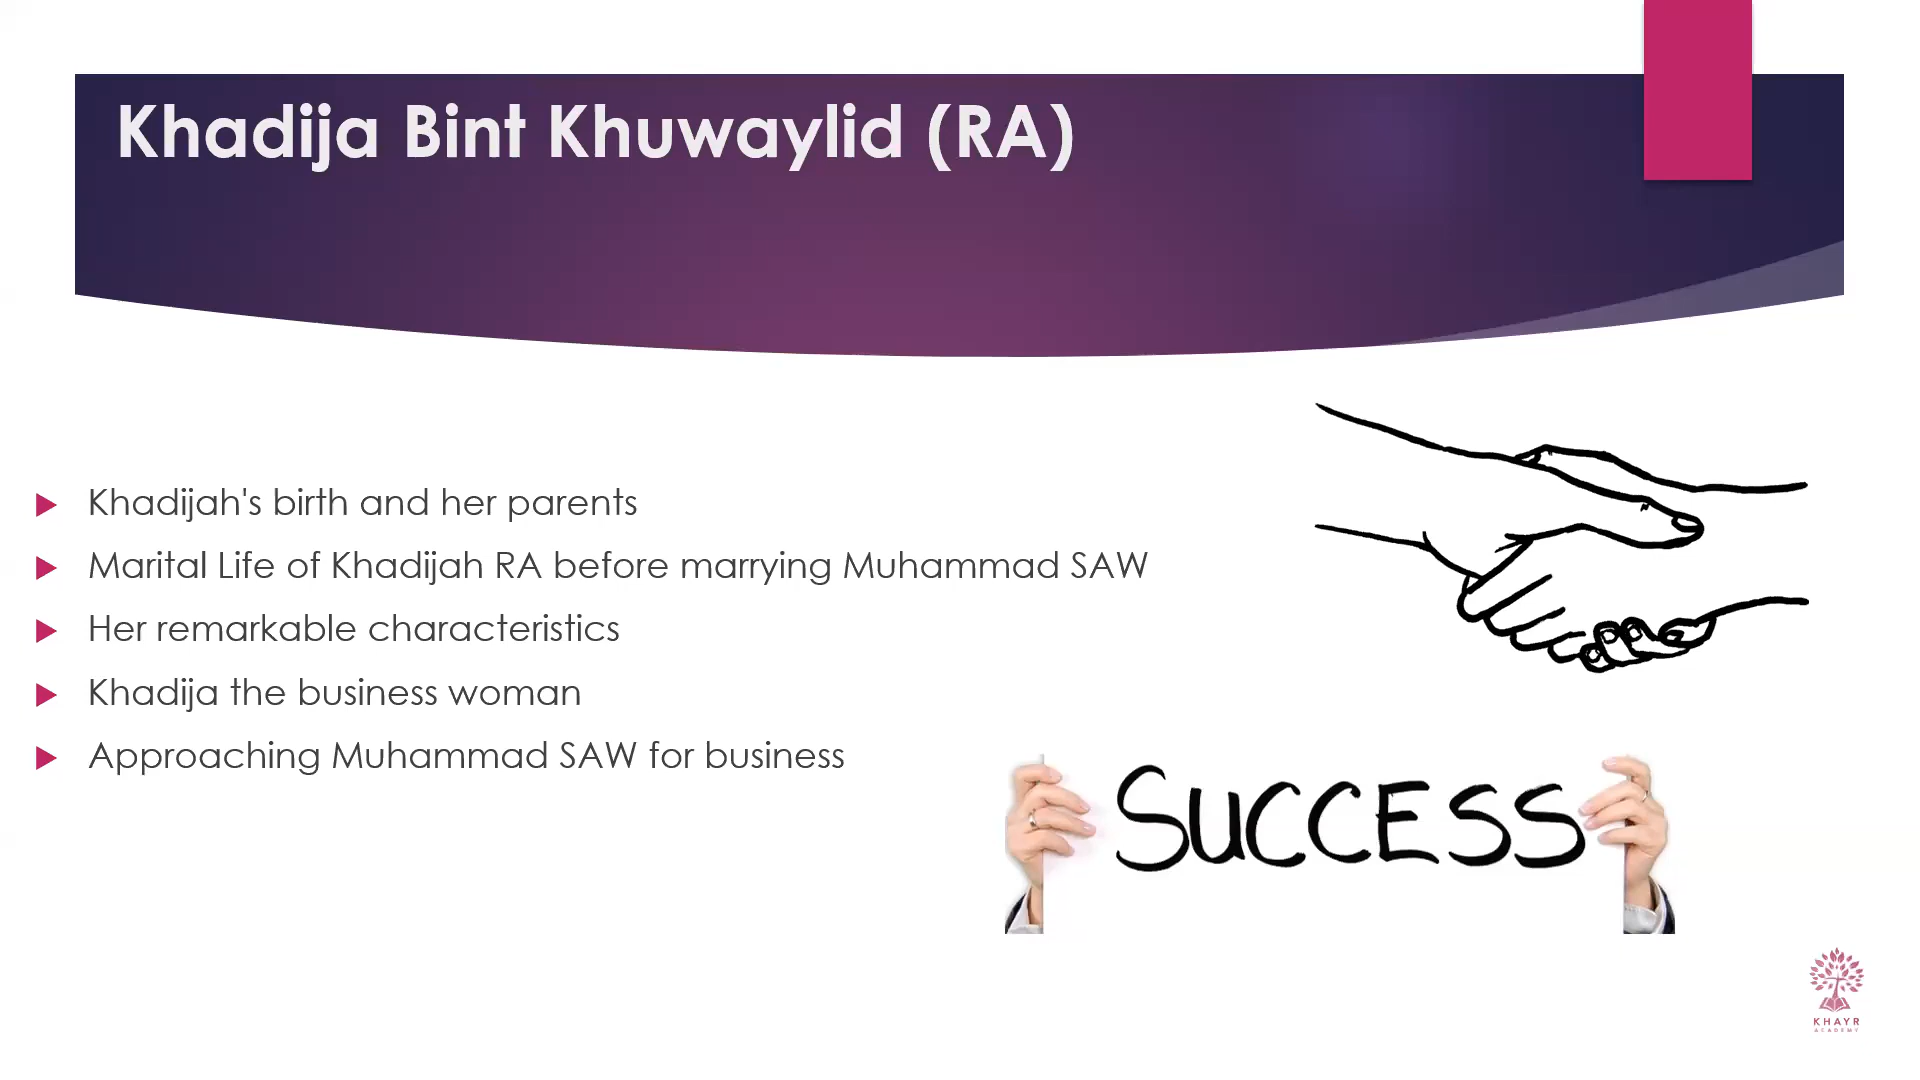 Khadija Bint Khuwaylid (RA)
Khadijah's birth and her parents
Marital Life of Khadijah RA before marrying Muhammad SAW
Her remarkable characteristics
Khadija the business woman
Approaching Muhammad SAW for business
SUCCESS
KHAYR
ACADEMY